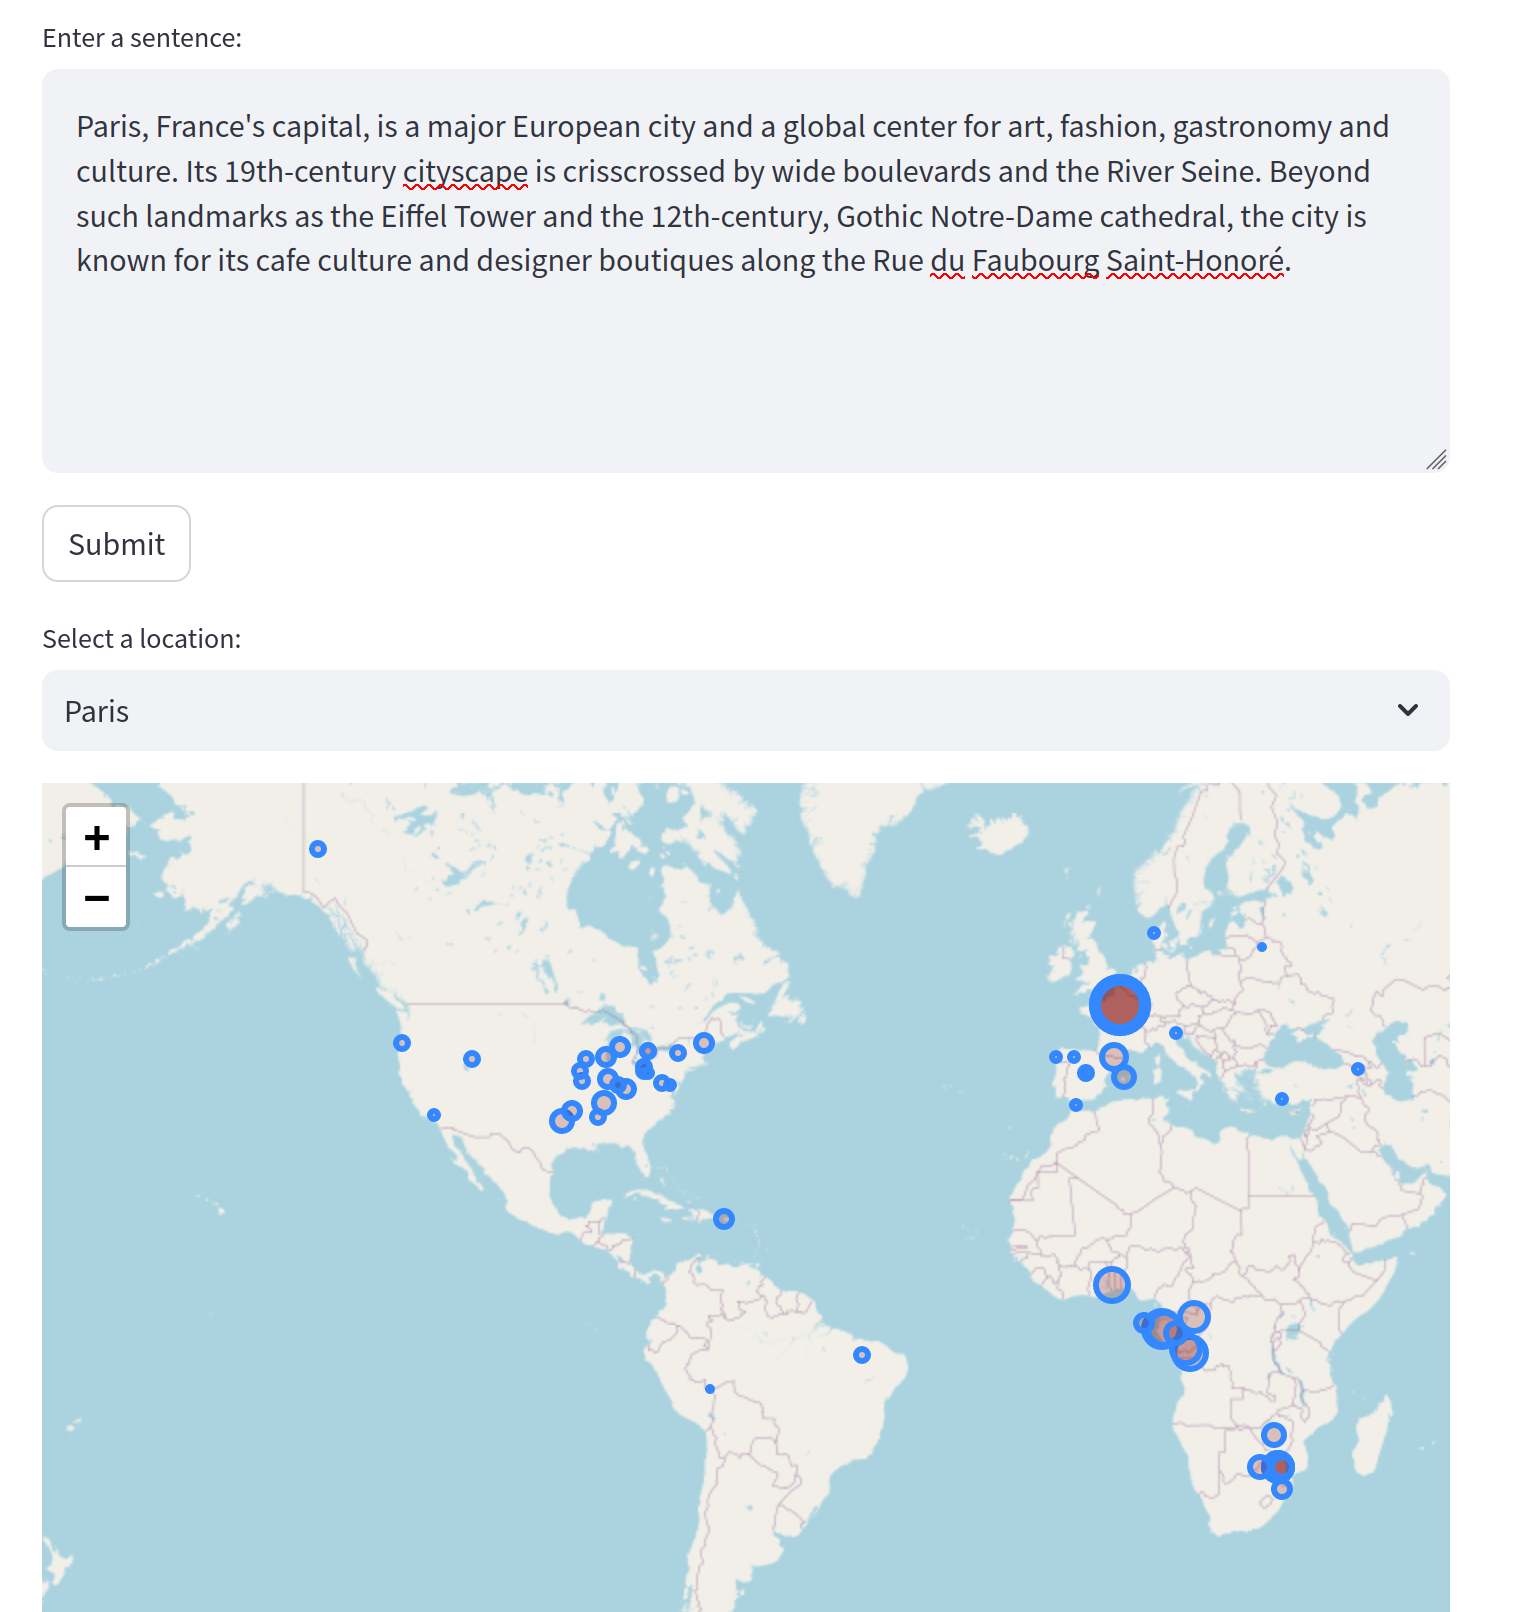 Enter a sentence:
Paris, France's capital, is a major European city and a global center for art, fashion, gastronomy and
culture. Its 19th-century cityscape is crisscrossed by wide boulevards and the River Seine. Beyond
such landmarks as the Eiffel Tower and the 12th-century, Gothic Notre-Dame cathedral, the city is
known for its cafe culture and designer boutiques along the Rue du Faubourg Saint-Honoré.
Submit
Select a location:
Paris
+
−